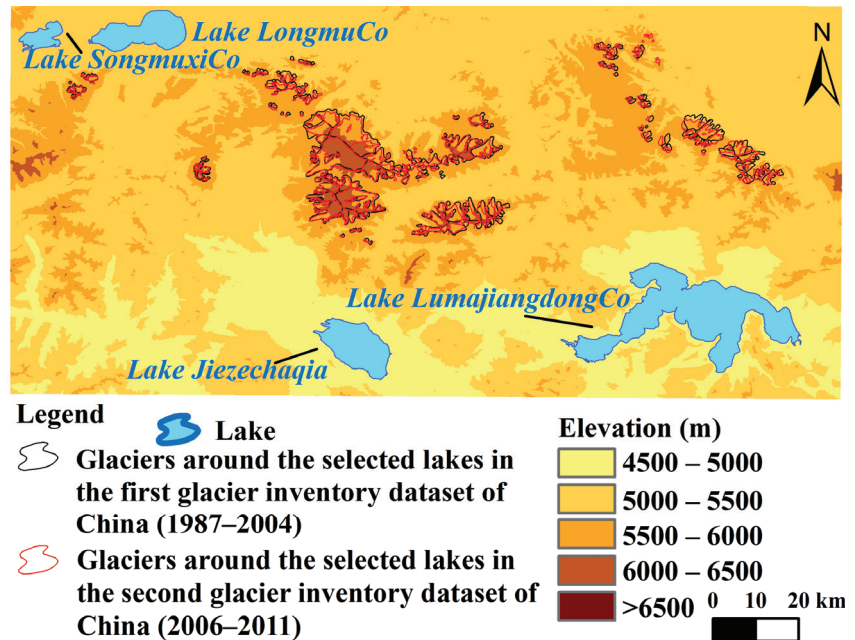 Lake LongmuCo
Lake SongmuxiCo
N
Lake LumajiangdongCo
Lake Jiezechaqia
Legend
Lake
Glaciers around the selected lakes in
the first glacier inventory dataset of
China (1987–2004)
Glaciers around the selected lakes in
the second glacier inventory dataset of
China (2006–2011)
Elevation (m)
4500 – 5000
5000 – 5500
5500 – 6000
6000 – 6500
>6500
0 10 20 km